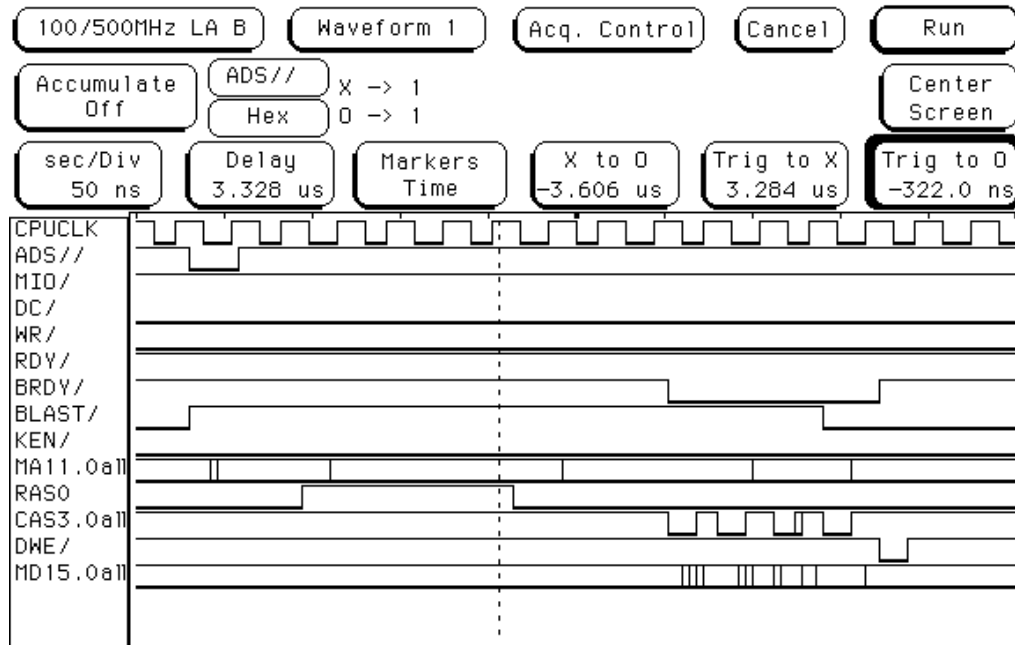 100/500MHz LA B Waveform 1 Acq. Control Cancel Run
Accumulate Off ADS// X -> 1 Center Screen
Hex O -> 1
sec/Div Delay Markers X to O Trig to X Trig to O
50 ns 3.328 us Time -3.606 us 3.284 us -322.0 ns
CPUCLK
ADS//
MIO/
DC/
WR/
RDY/
BRDY/
BLAST/
KEN/
MA11.0all
RAS0
CAS3.0all
DWE/
MD15.0all